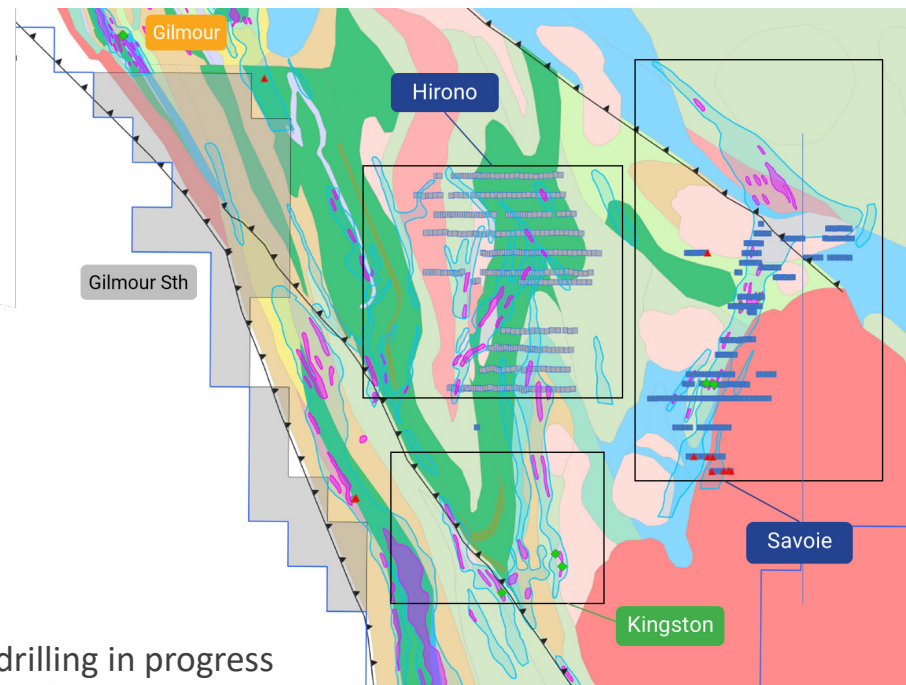 Gilmour
Hirono
Gilmour Sth
Savoie
Kingston
drilling in progress